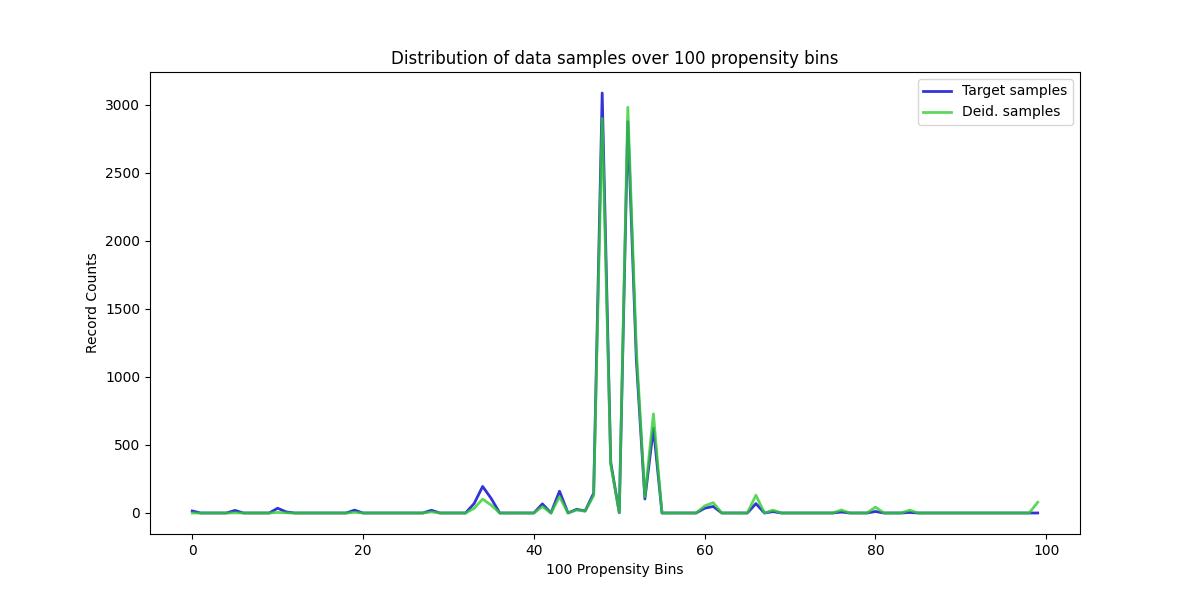 Distribution of data samples over 100 propensity bins
Target samples
Deid. samples
Record Counts
3000
2500
2000
1500
1000
500
0
0 20 40 60 80 100
100 Propensity Bins